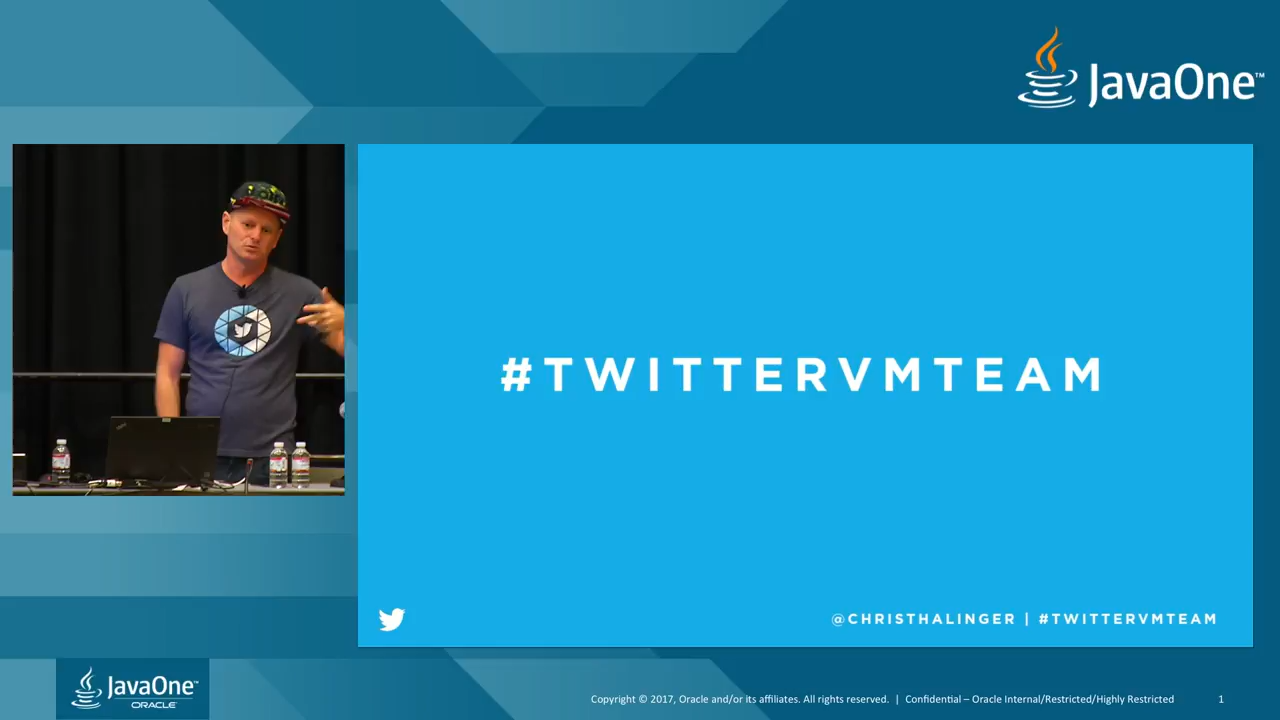 JavaOne™
#TWITTERVMTEAM
@CHRISTHALINGER | #TWITTERVMTEAM
JavaOne™
ORACLE
Copyright © 2017, Oracle and/or its affiliates. All rights reserved. | Confidential – Oracle Internal/Restricted/Highly Restricted 1